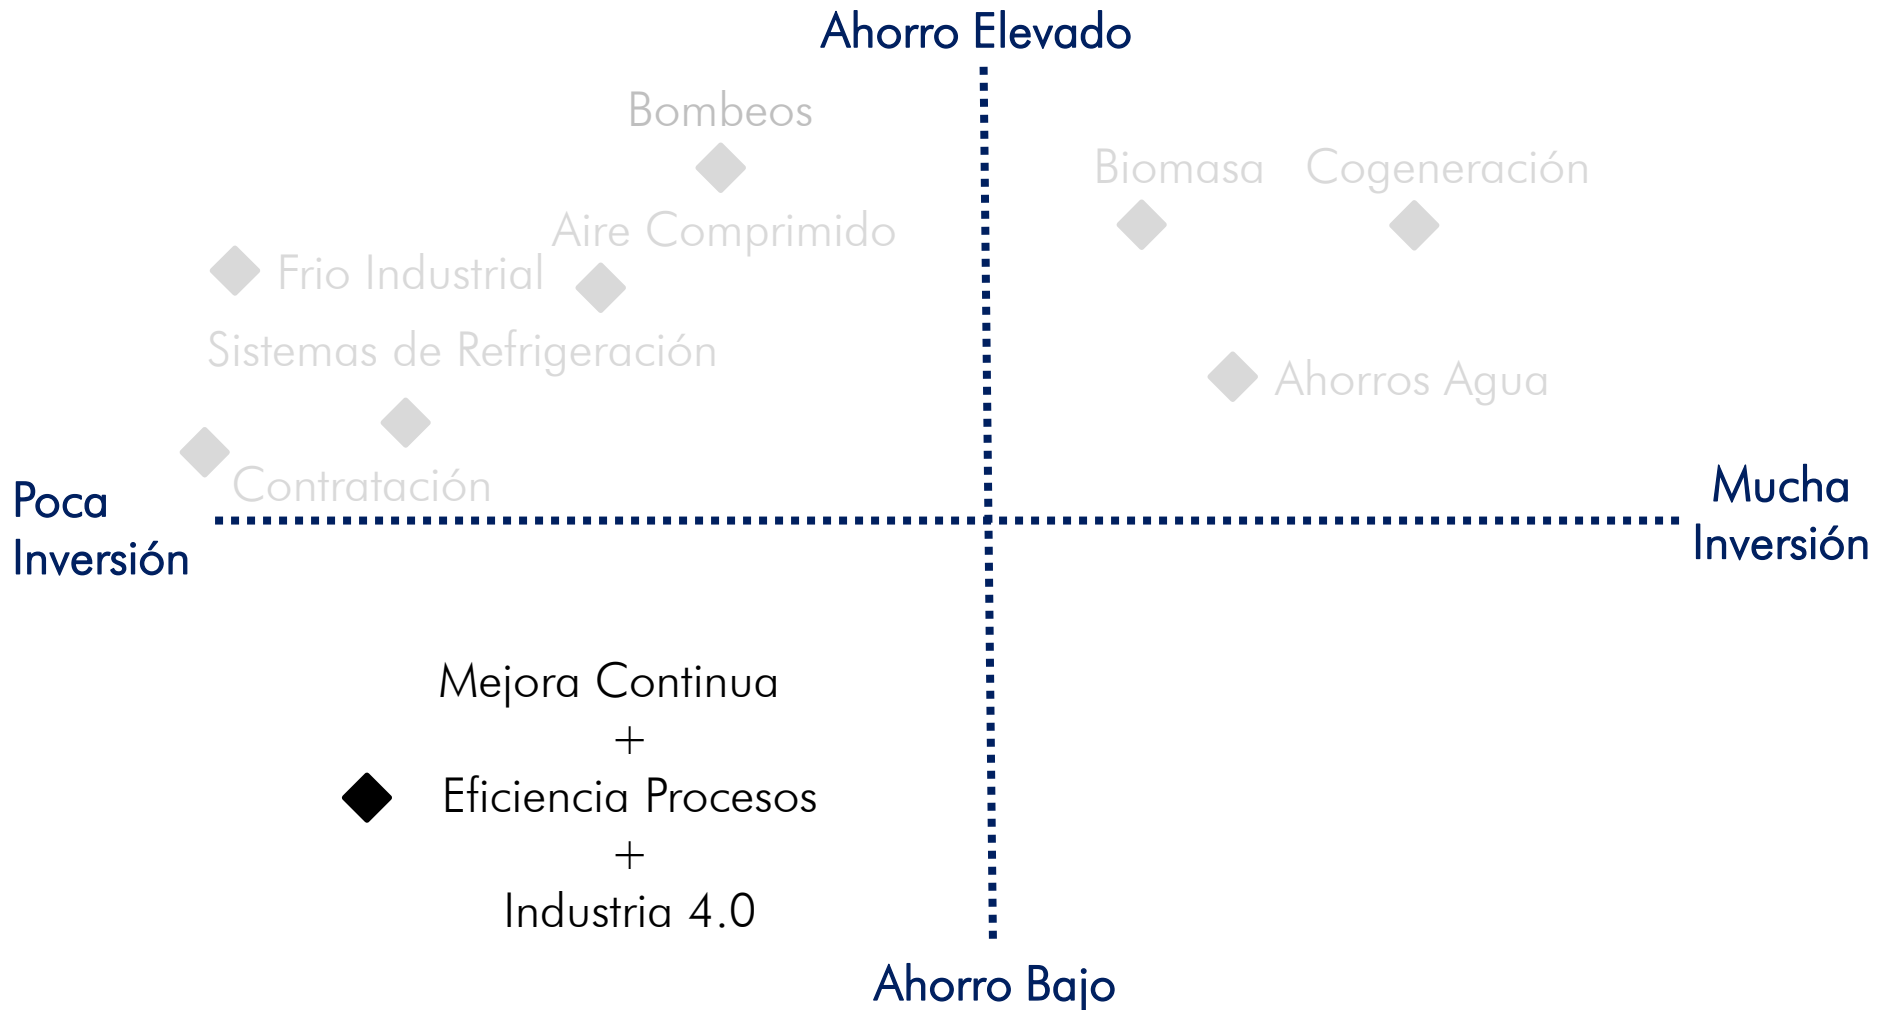 Ahorro Elevado
Bombeos
Biomasa
Cogeneración
Aire Comprimido
Frio Industrial
Sistemas de Refrigeración
Ahorros Agua
Contratación
Poca
Inversión
Mucha
Inversión
Mejora Continua
+
Eficiencia Procesos
+
Industria 4.0
Ahorro Bajo